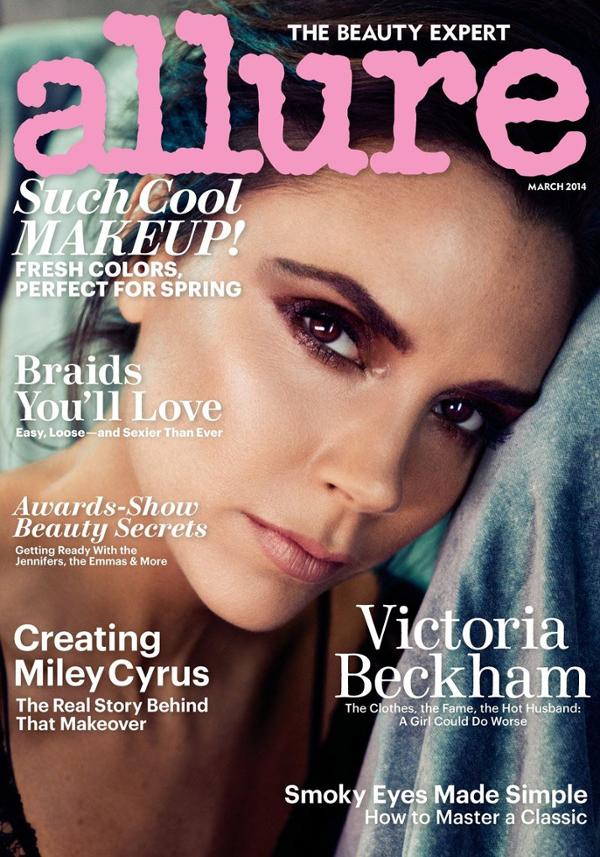 THE BEAUTY EXPERT
allure
MARCH 2014
Such Cool
MAKEUP!
FRESH COLORS,
PERFECT FOR SPRING
Braids
You'll Love
Easy, Loose—and Sexier Than Ever
Awards-Show
Beauty Secrets
Getting Ready With the
Jennifers, the Emmas & More
Creating
Miley Cyrus
The Real Story Behind
That Makeover
Victoria
Beckham
The Clothes, the Fame, the Hot Husband:
A Girl Could Do Worse
Smoky Eyes Made Simple
How to Master a Classic